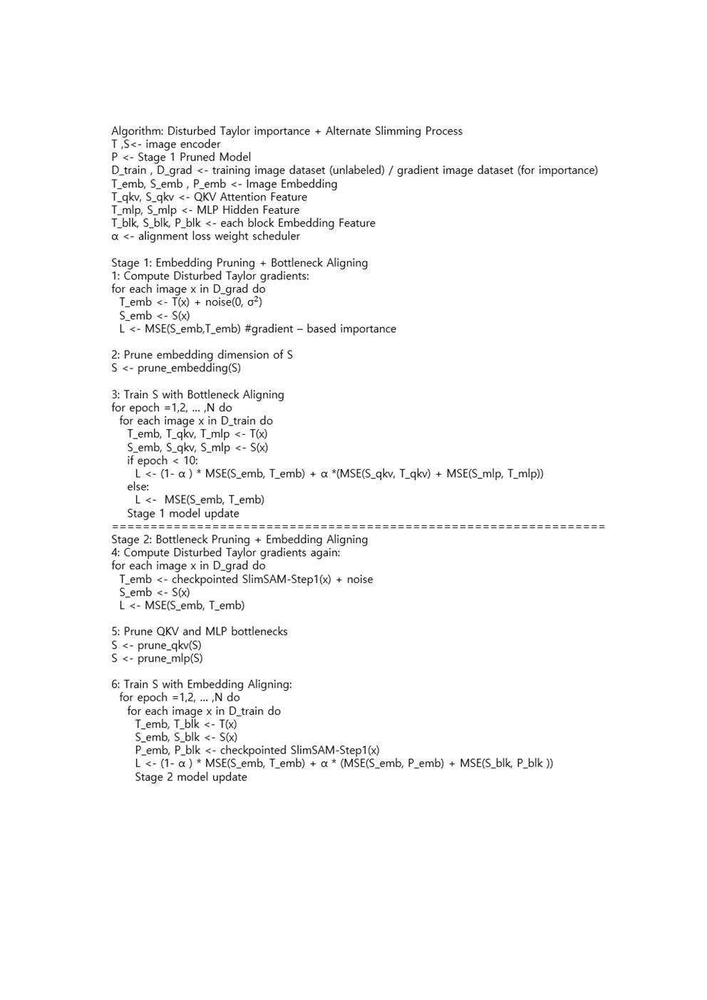 Algorithm: Disturbed Taylor importance + Alternate Slimming Process
T ,S<- image encoder
P <- Stage 1 Pruned Model
D_train , D_grad <- training image dataset (unlabeled) / gradient image dataset (for importance)
T_emb, S_emb , P_emb <- Image Embedding
T_qkv, S_qkv <- QKV Attention Feature
T_mlp, S_mlp <- MLP Hidden Feature
T_blk, S_blk, P_blk <- each block Embedding Feature
α <- alignment loss weight scheduler

Stage 1: Embedding Pruning + Bottleneck Aligning
1: Compute Disturbed Taylor gradients:
for each image x in D_grad do
  T_emb <- T(x) + noise(0, σ²)
  S_emb <- S(x)
  L <- MSE(S_emb,T_emb) #gradient – based importance

2: Prune embedding dimension of S
S <- prune_embedding(S)

3: Train S with Bottleneck Aligning
for epoch =1,2, ... ,N do
  for each image x in D_train do
    T_emb, T_qkv, T_mlp <- T(x)
    S_emb, S_qkv, S_mlp <- S(x)
    if epoch < 10:
      L <- (1- α ) * MSE(S_emb, T_emb) + α *(MSE(S_qkv, T_qkv) + MSE(S_mlp, T_mlp))
    else:
      L <-  MSE(S_emb, T_emb)
    Stage 1 model update
================================================================
Stage 2: Bottleneck Pruning + Embedding Aligning
4: Compute Disturbed Taylor gradients again:
for each image x in D_grad do
  T_emb <- checkpointed SlimSAM-Step1(x) + noise
  S_emb <- S(x)
  L <- MSE(S_emb, T_emb)

5: Prune QKV and MLP bottlenecks
S <- prune_qkv(S)
S <- prune_mlp(S)

6: Train S with Embedding Aligning:
  for epoch =1,2, ... ,N do
    for each image x in D_train do
      T_emb, T_blk <- T(x)
      S_emb, S_blk <- S(x)
      P_emb, P_blk <- checkpointed SlimSAM-Step1(x)
      L <- (1- α ) * MSE(S_emb, T_emb) + α * (MSE(S_emb, P_emb) + MSE(S_blk, P_blk ))
      Stage 2 model update